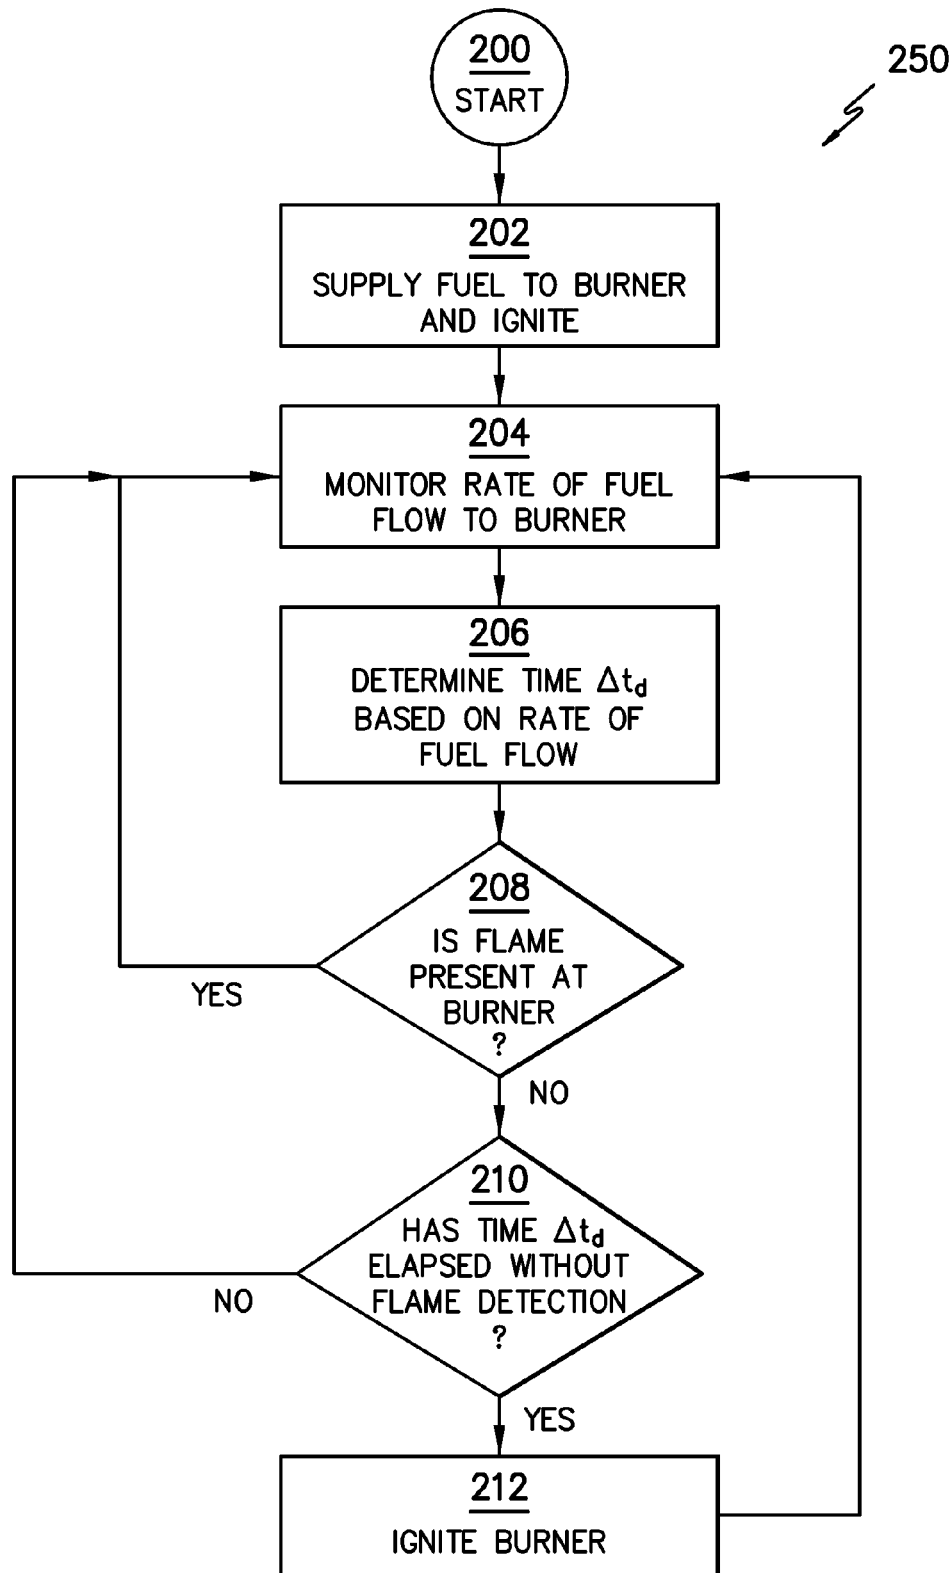 200
START
250
202
SUPPLY FUEL TO BURNER
AND IGNITE
204
MONITOR RATE OF FUEL
FLOW TO BURNER
206
DETERMINE TIME Δtd
BASED ON RATE OF
FUEL FLOW
208
IS FLAME
PRESENT AT
BURNER
?
YES
NO
210
HAS TIME Δtd
ELAPSED WITHOUT
FLAME DETECTION
?
NO
YES
212
IGNITE BURNER